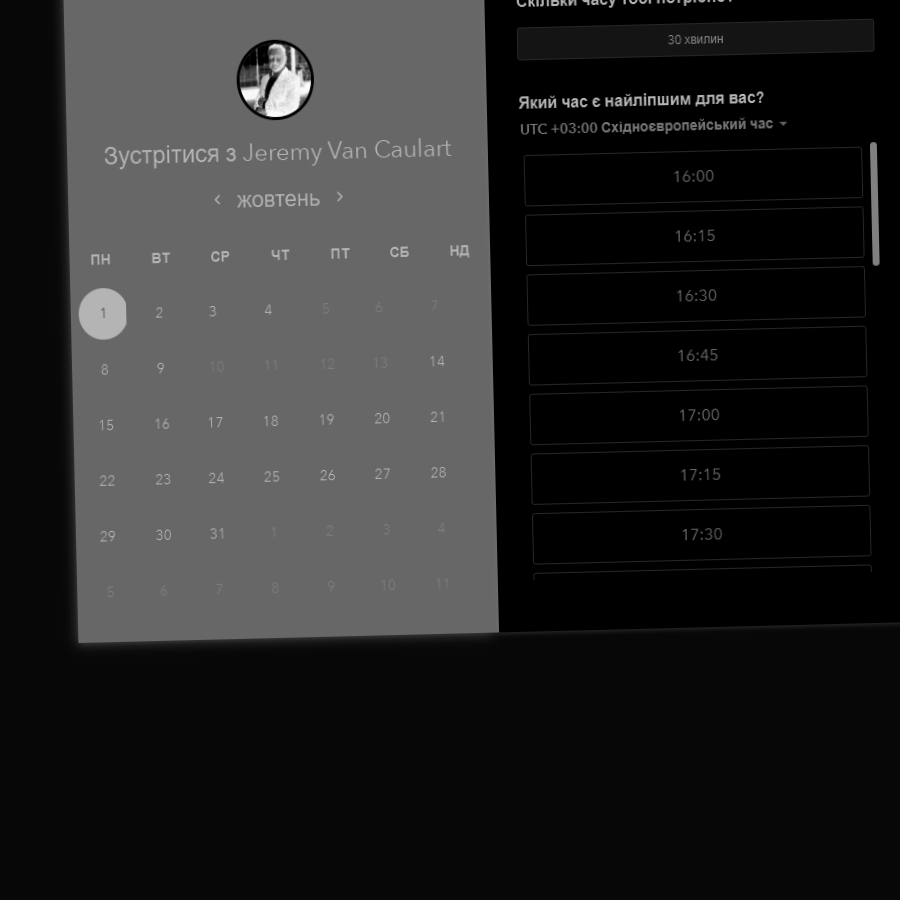 Зустрітися з Jeremy Van Caulart
жовтень
ПН ВТ СР ЧТ ПТ СБ НД
1 2 3 4 5 6 7
8 9 10 11 12 13 14
15 16 17 18 19 20 21
22 23 24 25 26 27 28
29 30 31 1 2 3 4
5 6 7 8 9 10 11
Скільки часу тобі потрібно?
30 хвилин
Який час є найліпшим для вас?
UTC +03:00 Східноєвропейський час
16:00
16:15
16:30
16:45
17:00
17:15
17:30